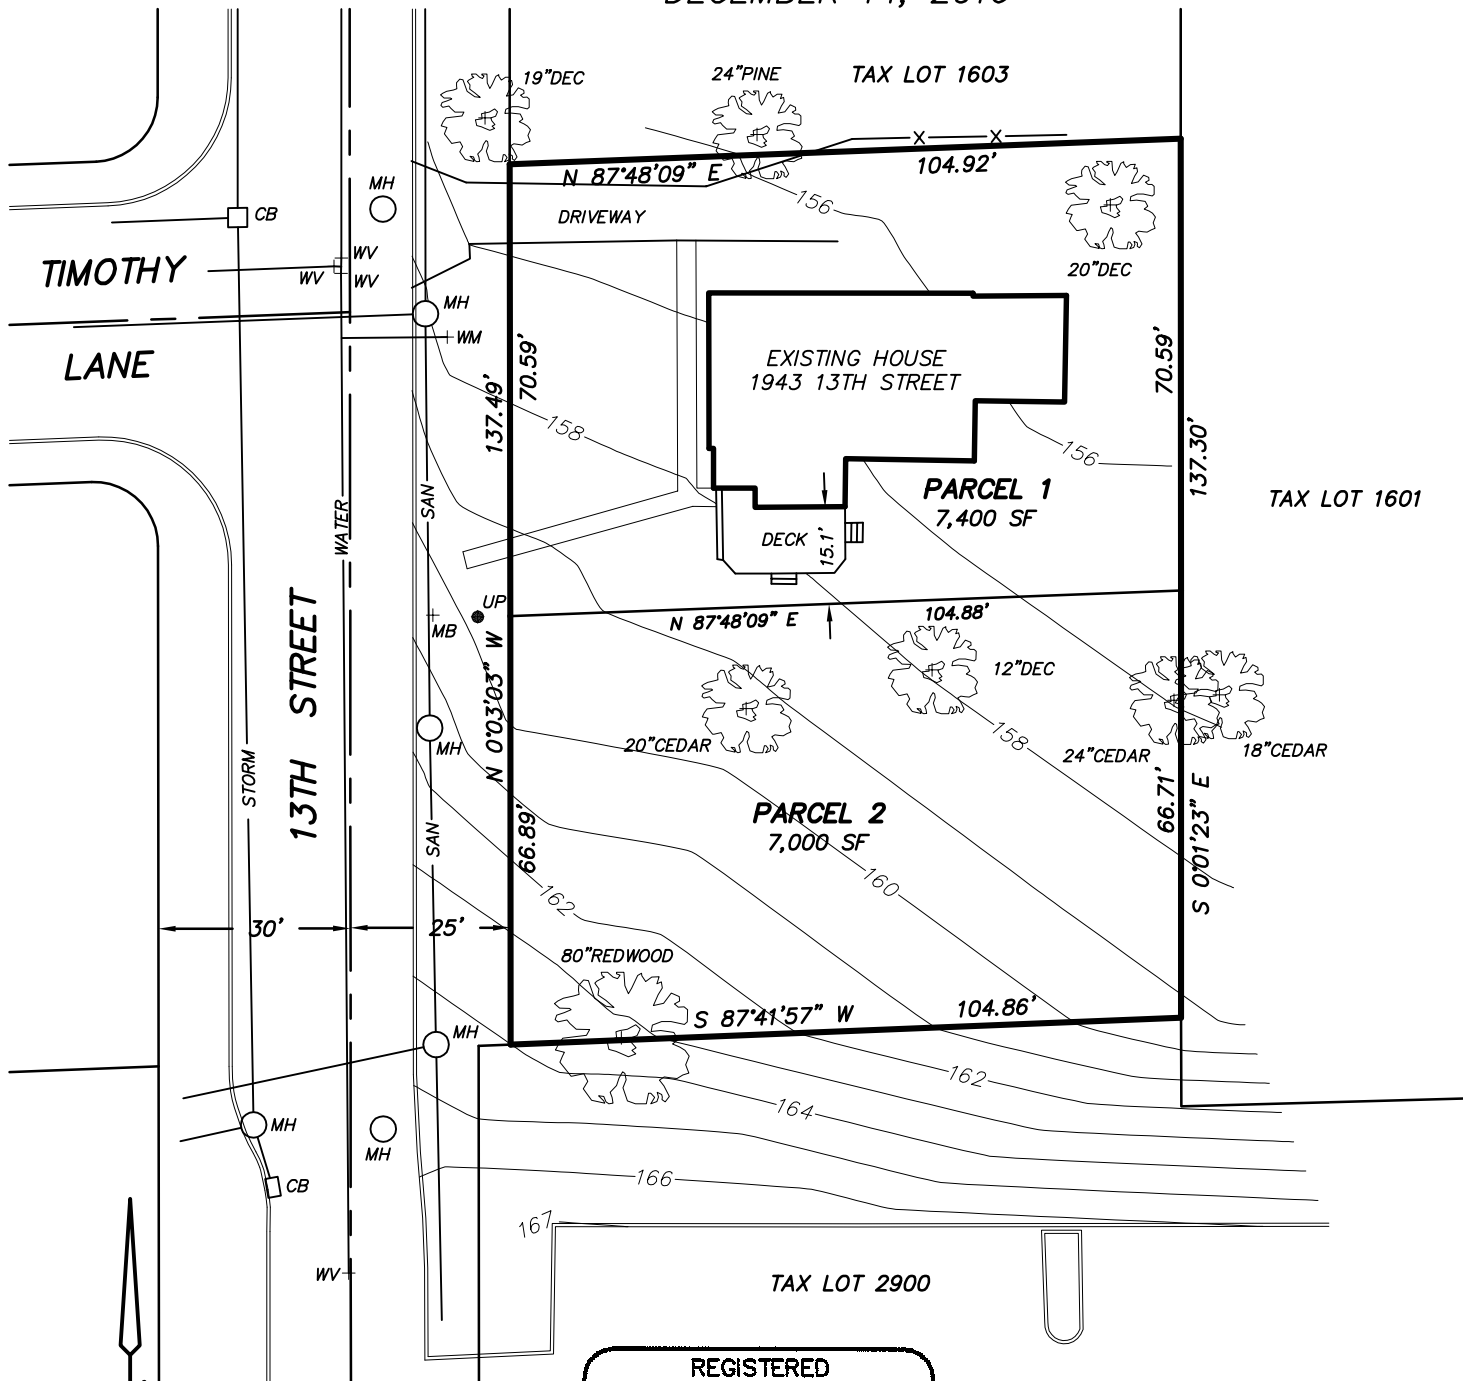 TAX LOT 1603
19"DEC
24"PINE
N 87°48'09" E
104.92'
MH
CB
156
DRIVEWAY
20"DEC
WV
WV
WV
TIMOTHY
LANE
MH
WM
137.49'
70.59'
EXISTING HOUSE
1943 13TH STREET
70.59'
137.30'
158
156
PARCEL 1
7,400 SF
TAX LOT 1601
WATER
SAN
DECK
15.1'
UP
MB
N 87°48'09" E
104.88'
13TH STREET
N 0°03'03" W
12"DEC
20"CEDAR
158
24"CEDAR
18"CEDAR
MH
STORM
SAN
66.89'
PARCEL 2
7,000 SF
66.71'
S 0°01'23" E
160
162
30'
25'
80"REDWOOD
S 87°41'57" W
104.86'
MH
162
164
MH
MH
166
CB
167
WV
TAX LOT 2900
REGISTERED